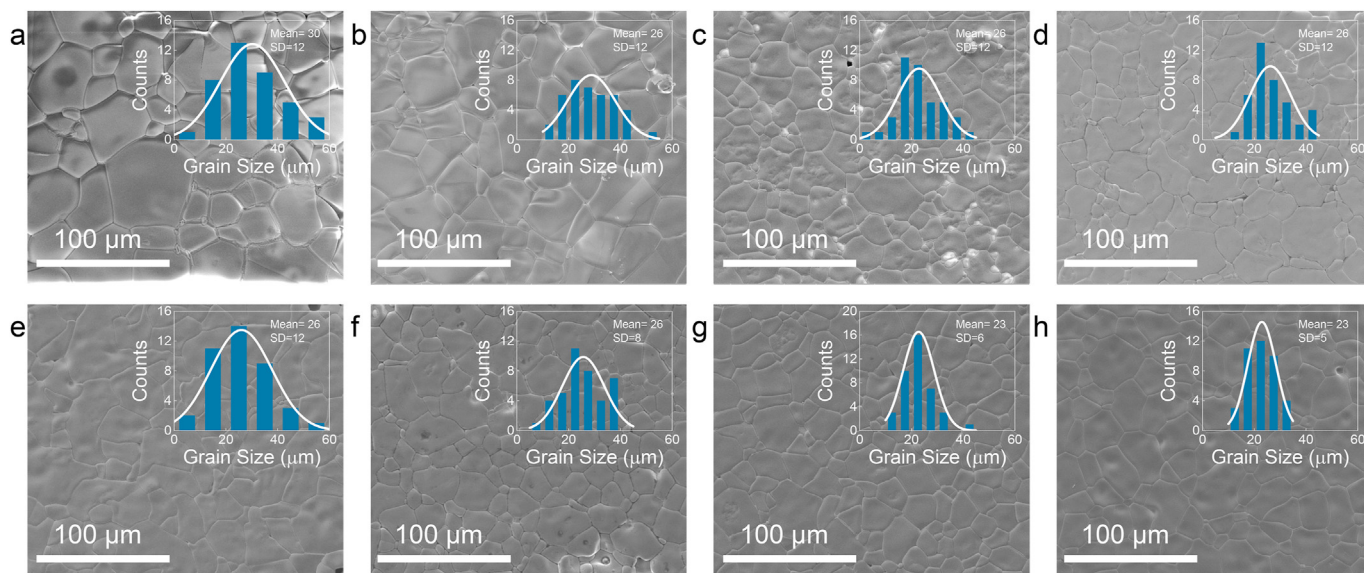 a
16
12
8
4
0
Counts
Mean= 30
SD=12
0 20 40 60
Grain Size (μm)
100 μm
b
16
12
8
4
0
Counts
Mean= 26
SD=12
0 20 40 60
Grain Size (μm)
100 μm
c
16
12
8
4
0
Counts
Mean= 26
SD=12
0 20 40 60
Grain Size (μm)
100 μm
d
16
12
8
4
0
Counts
Mean= 26
SD=12
0 20 40 60
Grain Size (μm)
100 μm
e
16
12
8
4
0
Counts
Mean= 26
SD=12
0 20 40 60
Grain Size (μm)
100 μm
f
16
12
8
4
0
Counts
Mean= 26
SD=8
0 20 40 60
Grain Size (μm)
100 μm
g
20
16
12
8
4
0
Counts
Mean= 23
SD=6
0 20 40 60
Grain Size (μm)
100 μm
h
16
12
8
4
0
Counts
Mean= 23
SD=5
0 20 40 60
Grain Size (μm)
100 μm